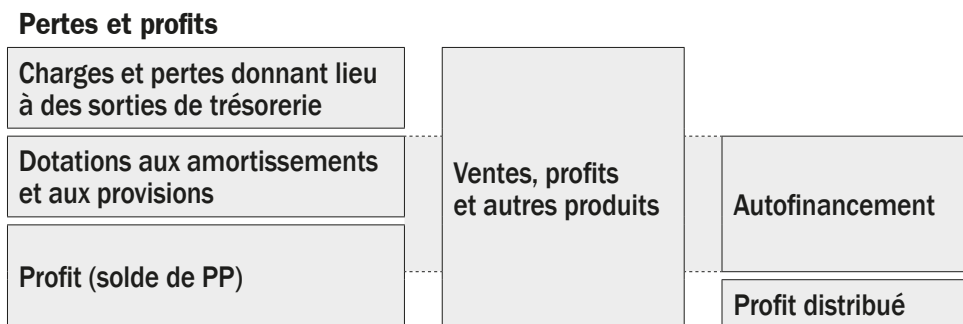 Pertes et profits
Charges et pertes donnant lieu
à des sorties de trésorerie
Dotations aux amortissements
et aux provisions
Profit (solde de PP)
Ventes, profits
et autres produits
Autofinancement
Profit distribué